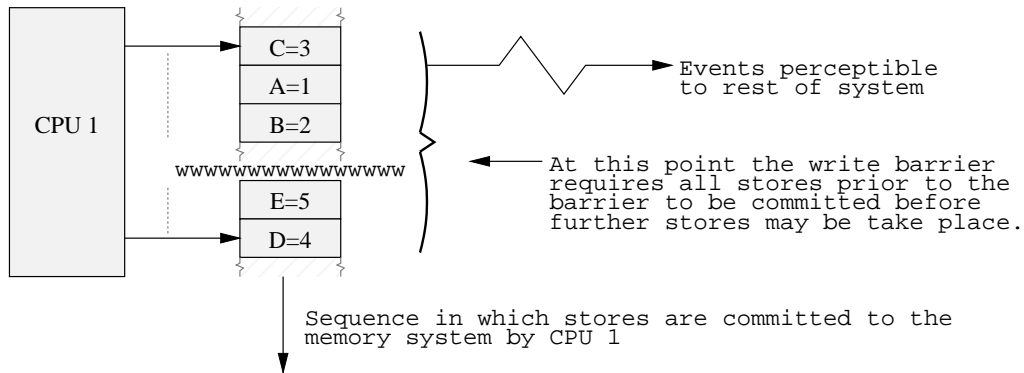 CPU 1
C=3
A=1
B=2
wwwwwwwwwwwwwwww
E=5
D=4
Events perceptible
to rest of system
At this point the write barrier
requires all stores prior to the
barrier to be committed before
further stores may be take place.
Sequence in which stores are committed to the
memory system by CPU 1